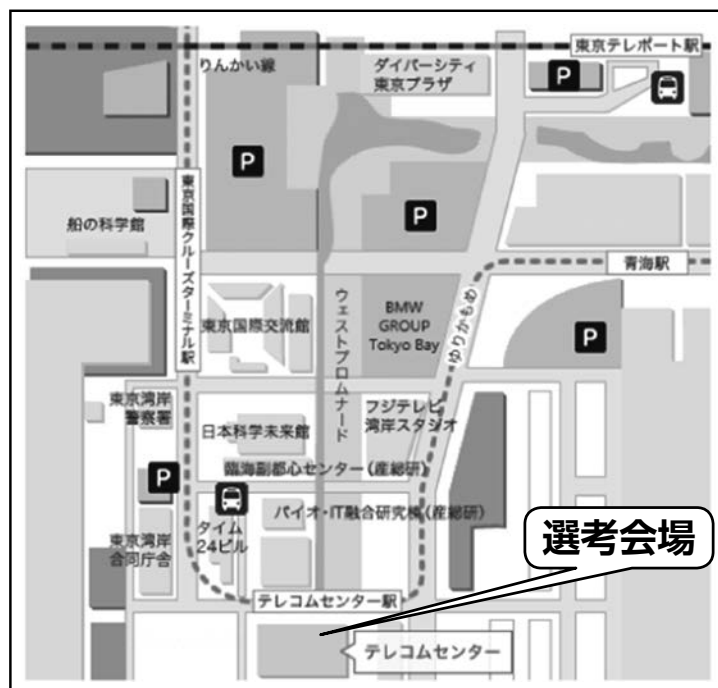 東京テレポート駅
りんかい線
ダイバーシティ
東京プラザ
P
P
P
東京国際クルーズターミナル駅
船の科学館
青海駅
ゆりかもめ
ウェストプロムナード
BMW
GROUP
Tokyo Bay
東京国際交流館
P
東京湾岸
警察署
フジテレビ
湾岸スタジオ
日本科学未来館
臨海副都心センター(産総研)
P
バイオ・IT融合研究棟(産総研)
タイム
24ビル
東京湾岸
合同庁舎
選考会場
テレコムセンター駅
テレコムセンター